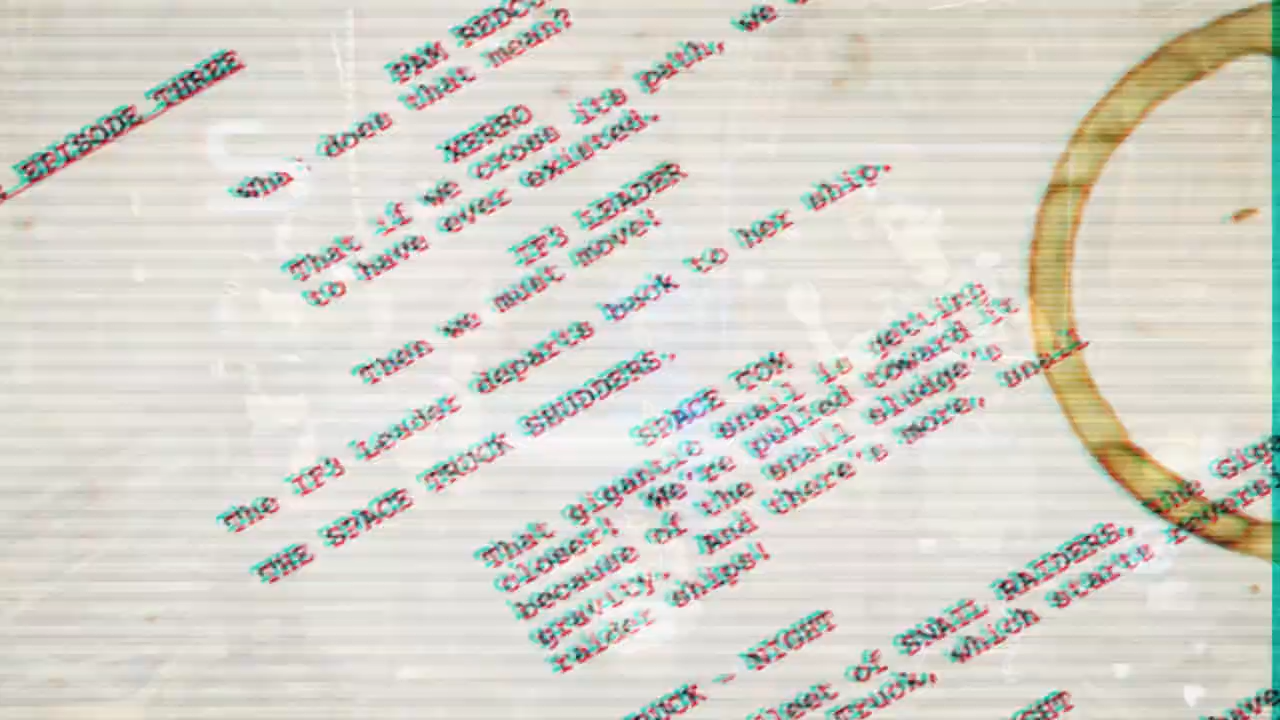 EPISODE THREE
PAM
does that mean?
XERRO
That if we cross its path, we
to have ever existed.
IF3 LEADER
Then we must move!
The IF3 Leader departs back to her ship.
THE SPACE TRUCK SHUDDERS.
SPACE TOM
That gigantic snail is getting
closer! We're pulled toward it
because of the snail sludge's
gravity. And there's more, snail
raider ships!
- NIGHT
of SNAIL RAIDERS, the
Truck, which starts